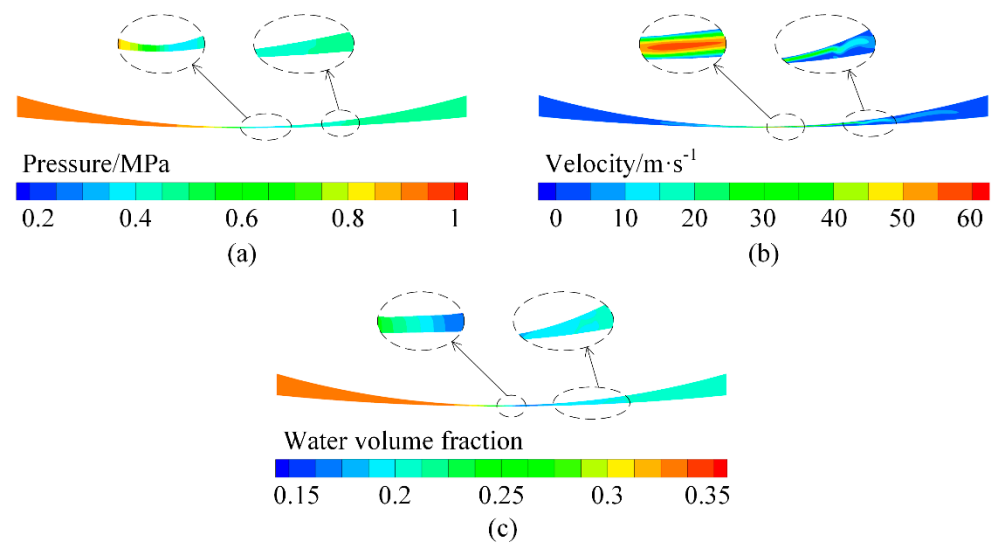 Pressure/MPa
0.2 0.4 0.6 0.8 1
(a)
Velocity/m·s⁻¹
0 10 20 30 40 50 60
(b)
Water volume fraction
0.15 0.2 0.25 0.3 0.35
(c)